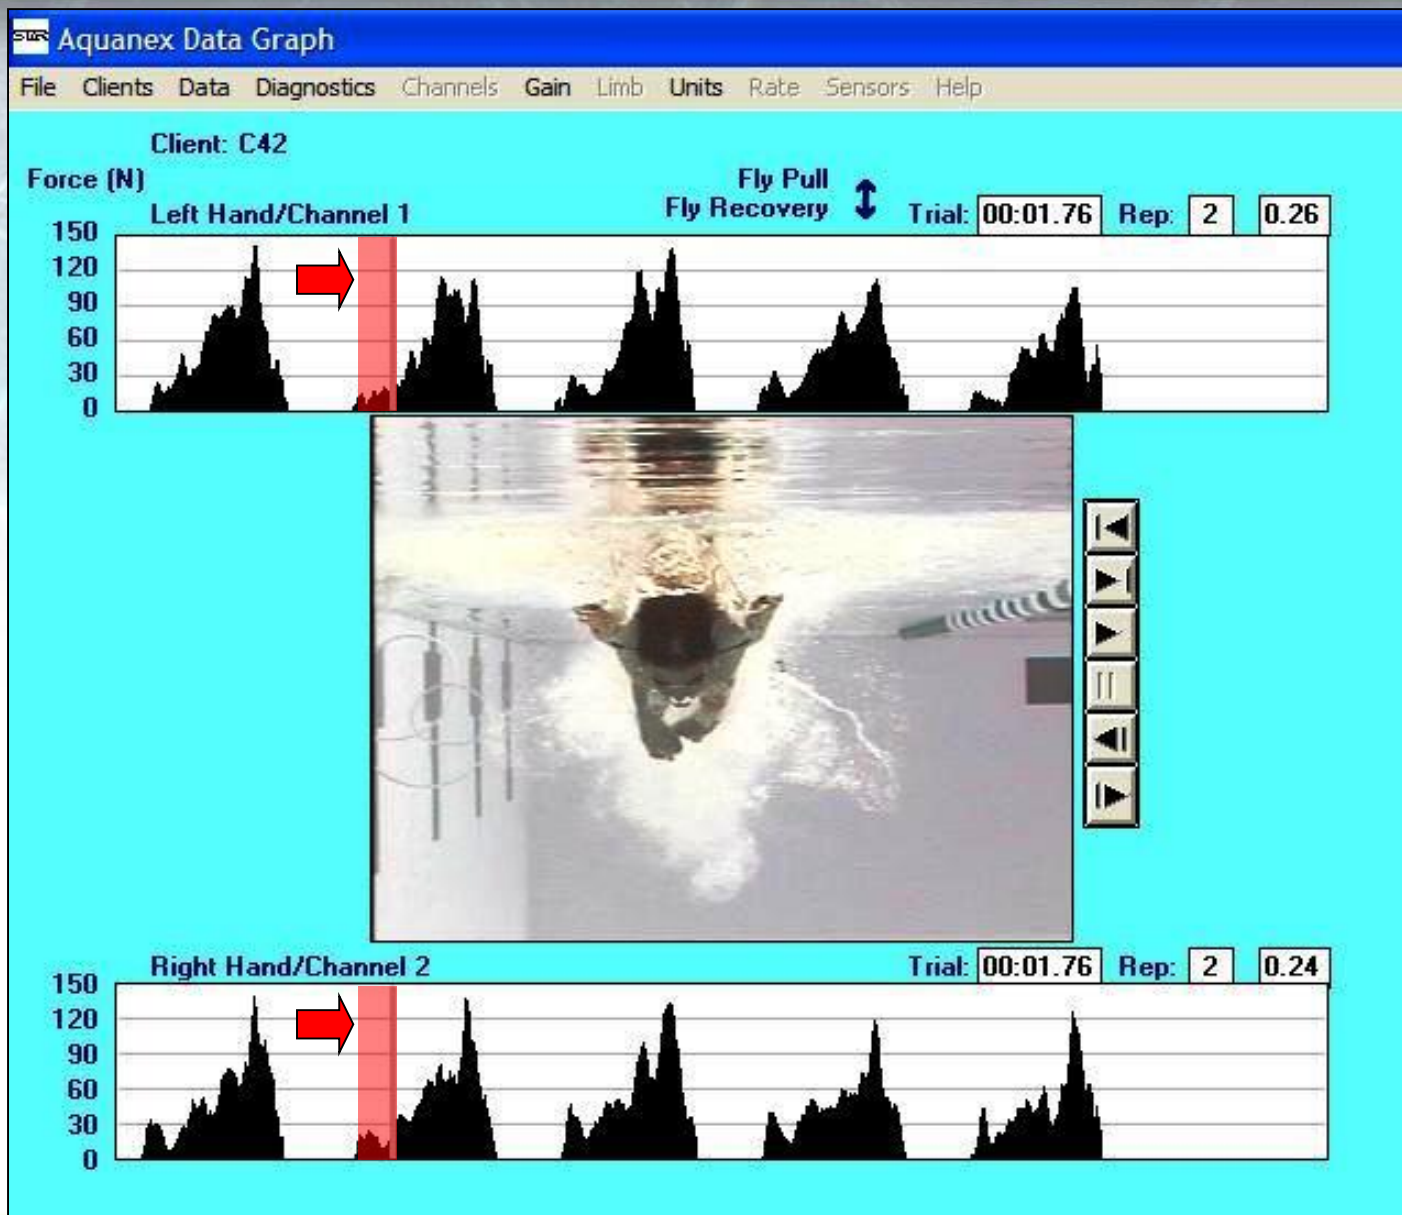 STAR Aquanex Data Graph
File Clients Data Diagnostics Channels Gain Limb Units Rate Sensors Help
Client: C42
Force (N)
Fly Pull
Fly Recovery
Left Hand/Channel 1
Trial: 00:01.76 Rep: 2 0.26
150
120
90
60
30
0
Right Hand/Channel 2
Trial: 00:01.76 Rep: 2 0.24
150
120
90
60
30
0